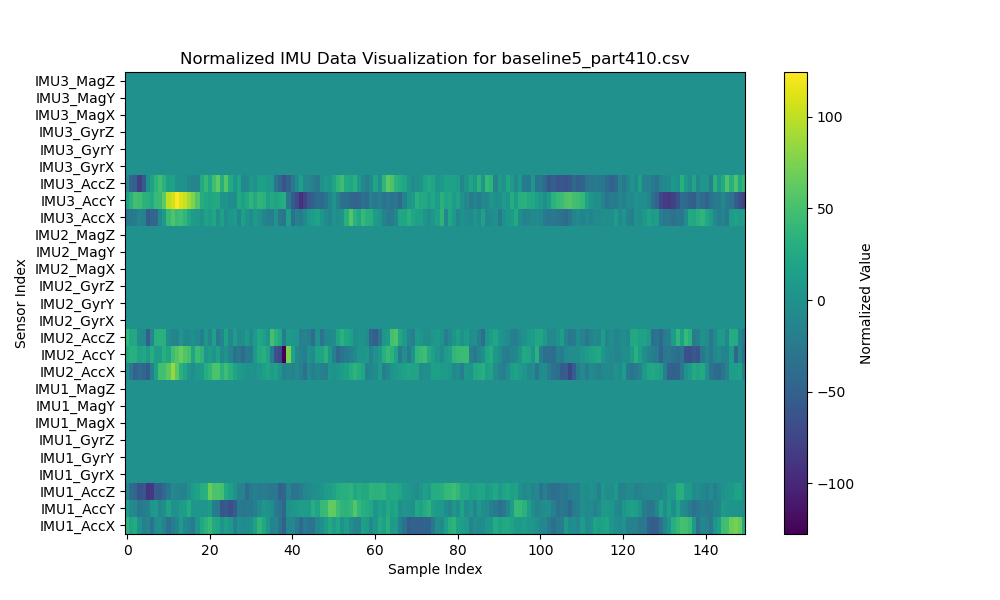 Normalized IMU Data Visualization for baseline5_part410.csv
IMU3_MagZ
IMU3_MagY
IMU3_MagX
IMU3_GyrZ
IMU3_GyrY
IMU3_GyrX
IMU3_AccZ
IMU3_AccY
IMU3_AccX
IMU2_MagZ
IMU2_MagY
IMU2_MagX
IMU2_GyrZ
IMU2_GyrY
IMU2_GyrX
IMU2_AccZ
IMU2_AccY
IMU2_AccX
IMU1_MagZ
IMU1_MagY
IMU1_MagX
IMU1_GyrZ
IMU1_GyrY
IMU1_GyrX
IMU1_AccZ
IMU1_AccY
IMU1_AccX
Sensor Index
0 20 40 60 80 100 120 140
Sample Index
100
50
0
−50
−100
Normalized Value